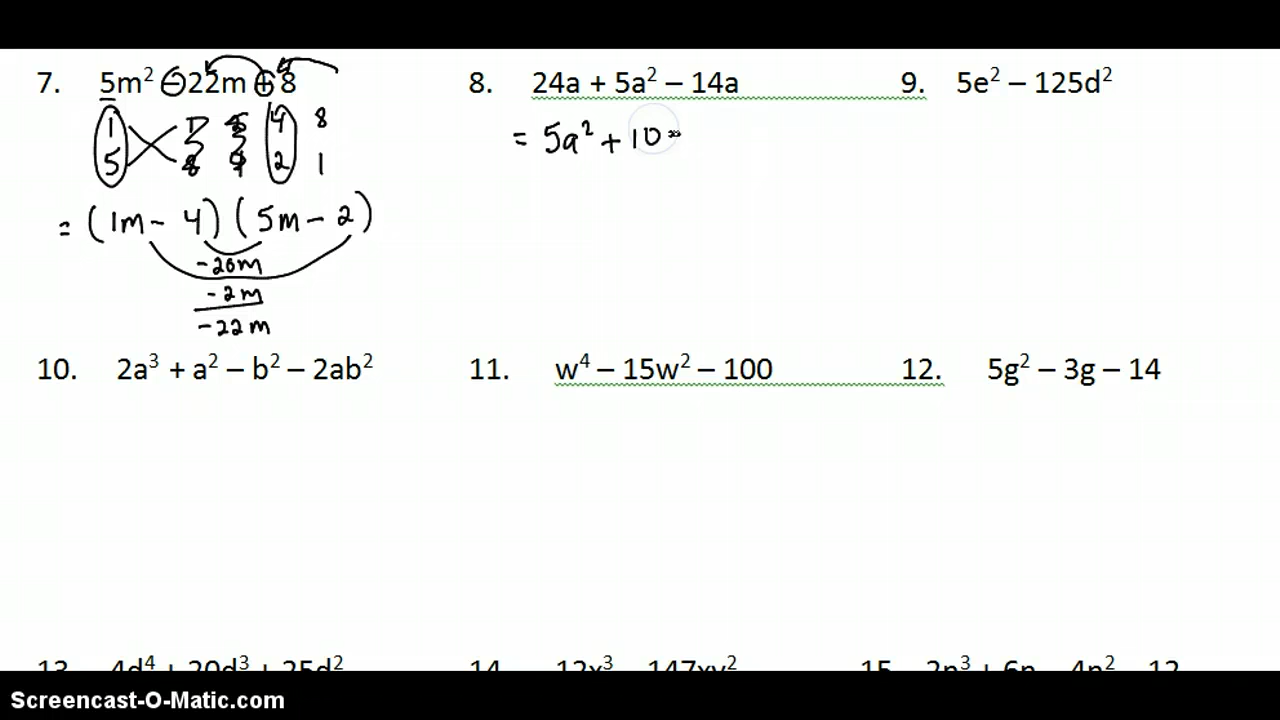 7. 5m² – 22m + 8
8. 24a + 5a² – 14a
9. 5e² – 125d²
= 5a² + 10
1 4 8
5 2 1
= (1m - 4) (5m - 2)
-20m
-2m
-22m
10. 2a³ + a² – b² – 2ab²
11. w⁴ – 15w² – 100
12. 5g² – 3g – 14
Screencast-O-Matic.com